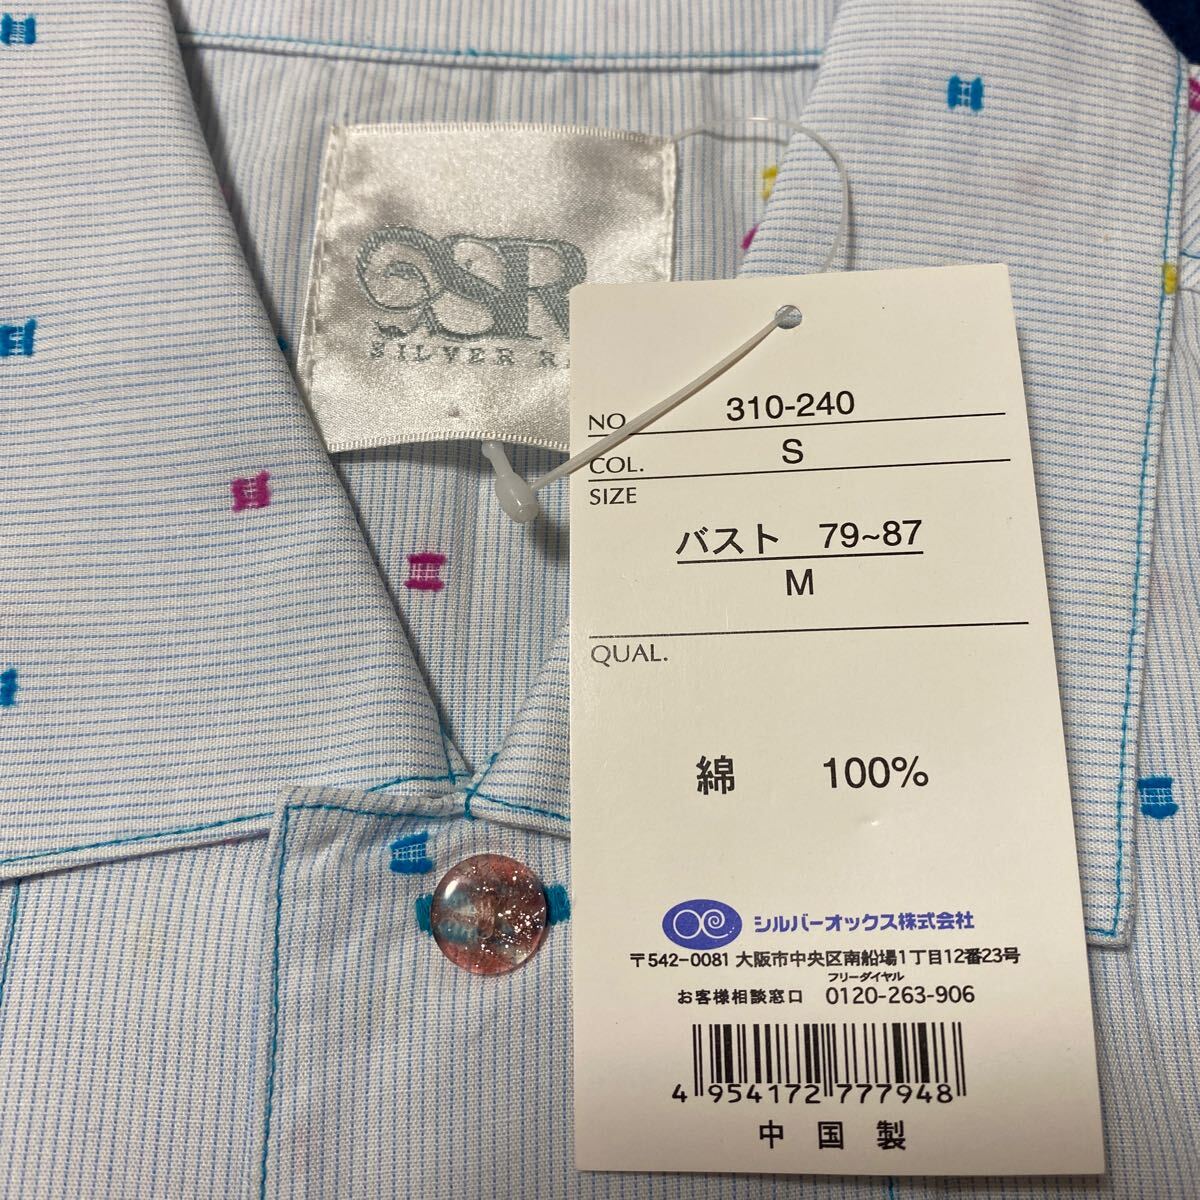 SR
SILVER R
NO. 310-240
COL. S
SIZE
バスト 79~87
M
QUAL.
綿 100%
シルバーオックス株式会社
〒542-0081 大阪市中央区南船場1丁目12番23号
フリーダイヤル
お客様相談窓口 0120-263-906
4 954172 777948
中国製